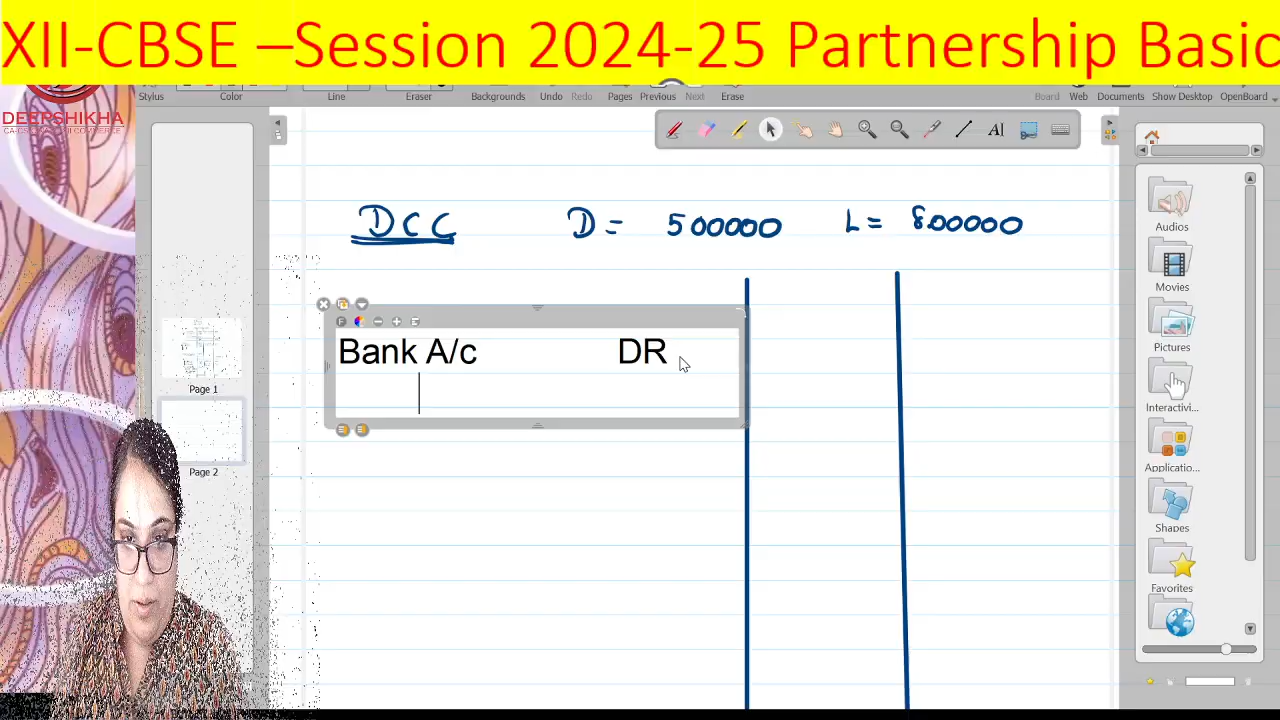 XII-CBSE –Session 2024-25 Partnership Basic
Stylus Color Line Eraser Backgrounds Undo Redo Pages Previous Next Erase Board Web Documents Show Desktop OpenBoard
DEEPSHIKHA
DCC D = 500000 L = 800000
Bank A/c DR
Page 1
Page 2
Audios
Movies
Pictures
Interactivi...
Applicatio...
Shapes
Favorites